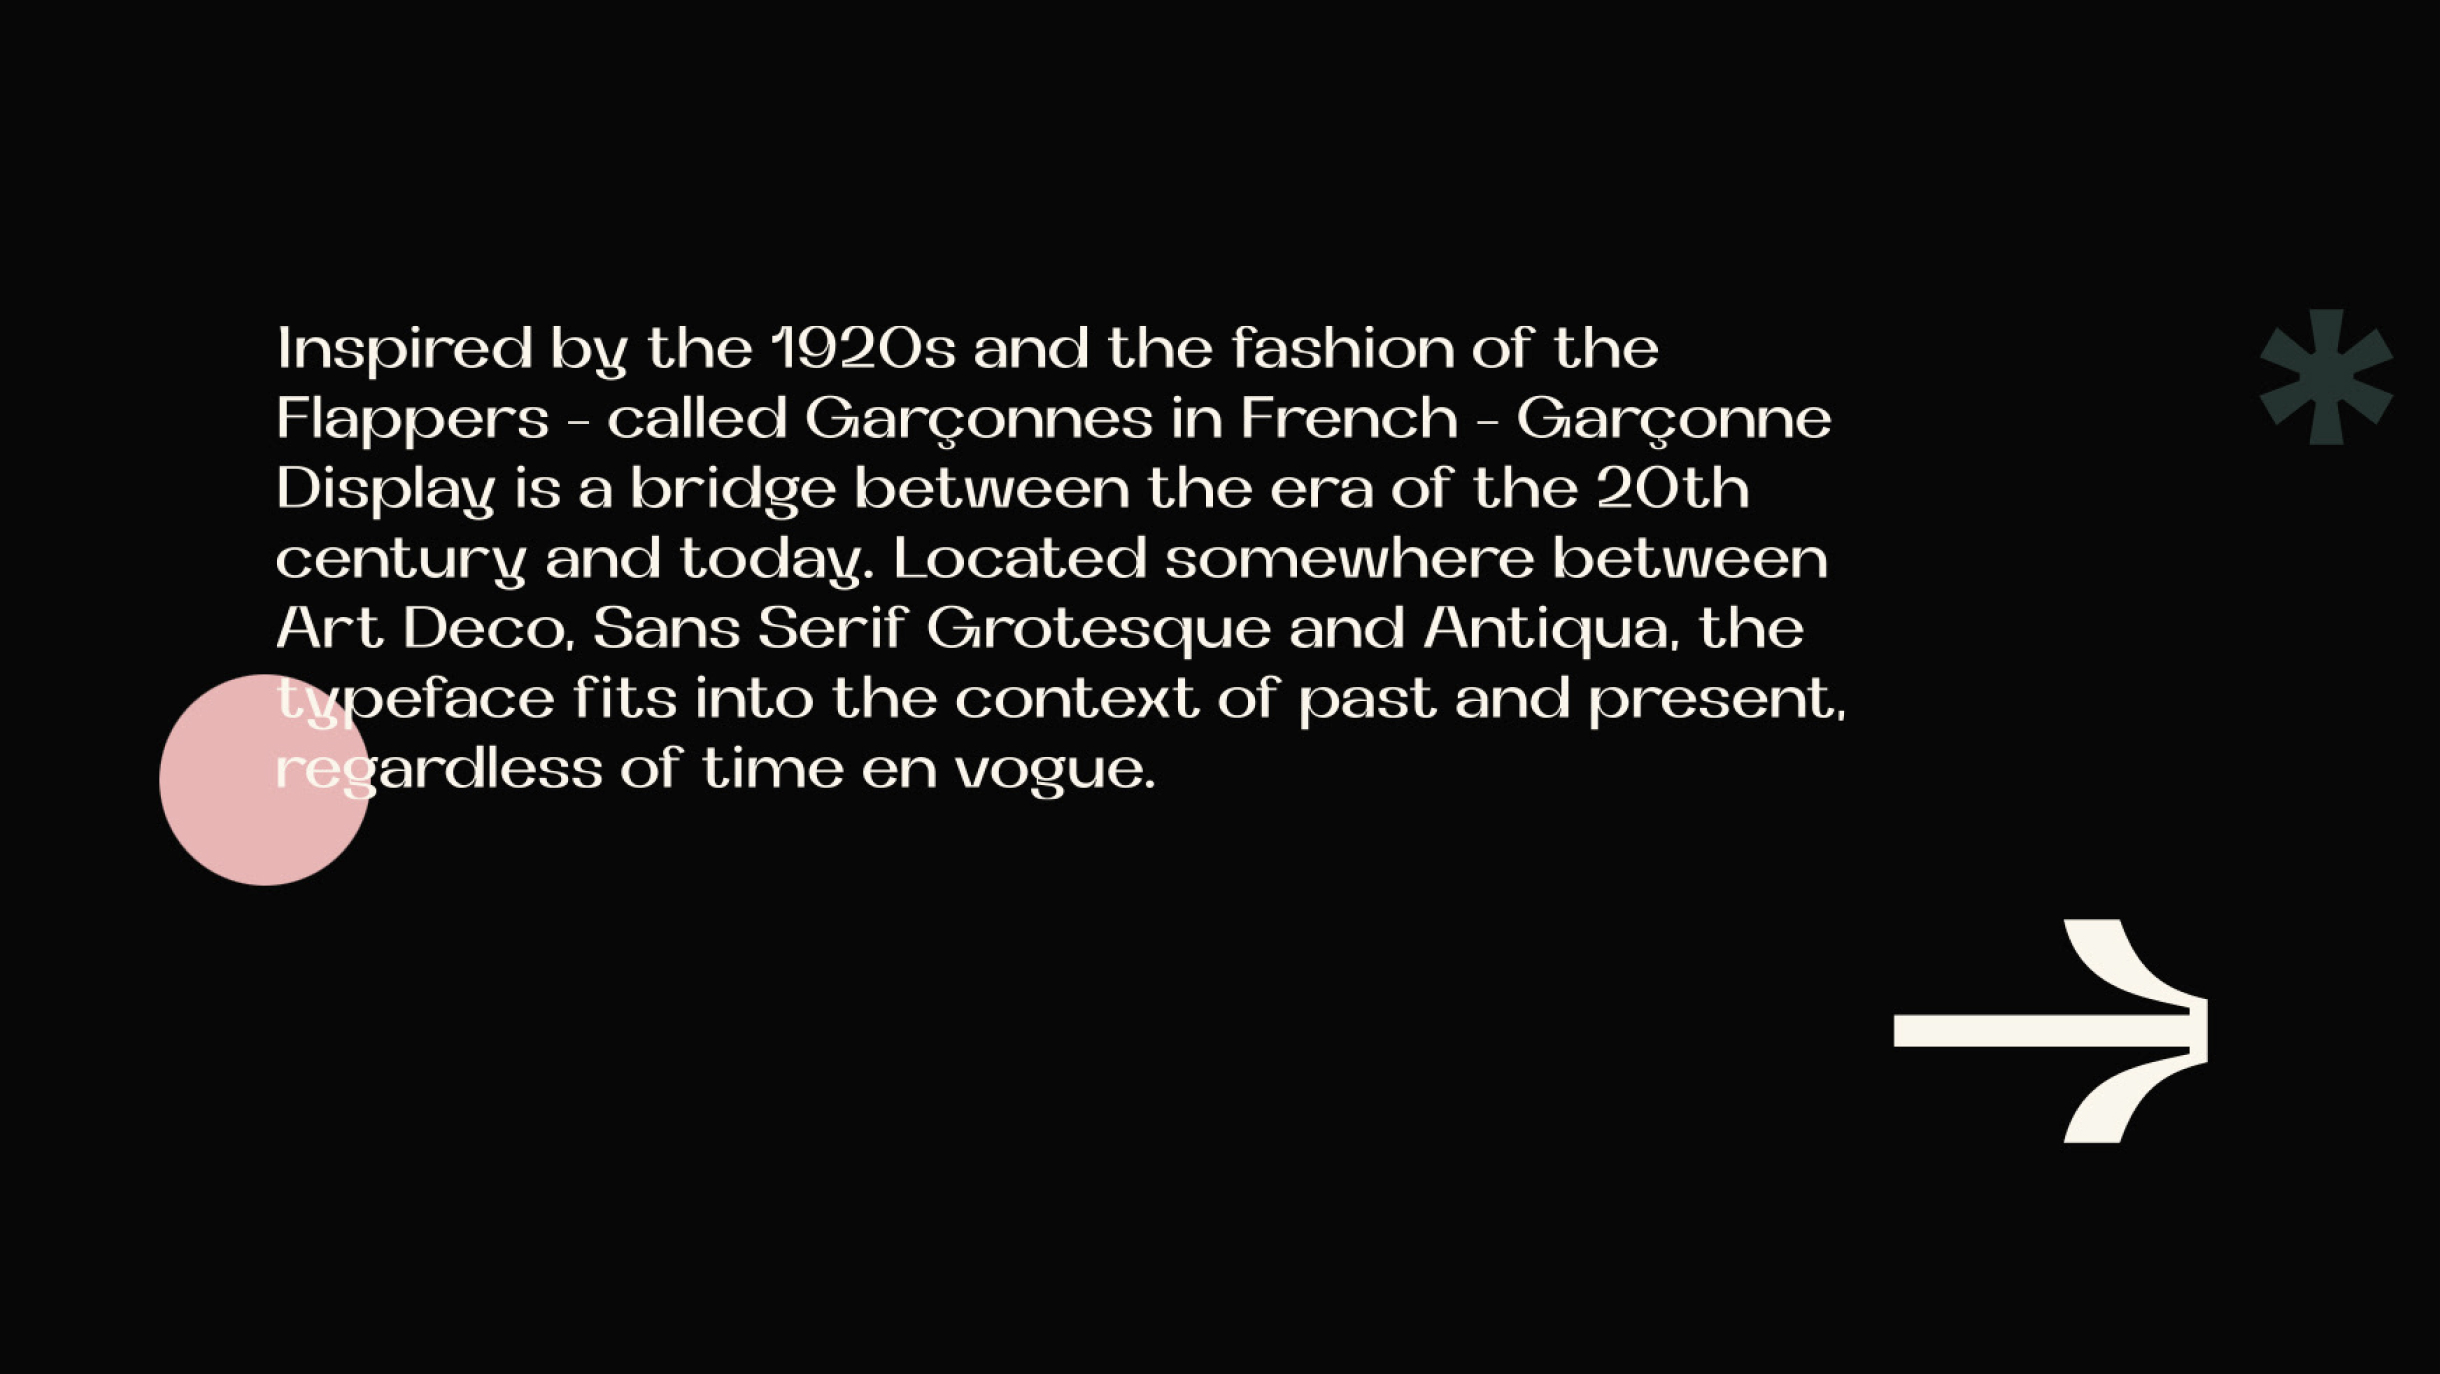 Inspired by the 1920s and the fashion of the
Flappers - called Garçonnes in French - Garçonne
Display is a bridge between the era of the 20th
century and today. Located somewhere between
Art Deco, Sans Serif Grotesque and Antiqua, the
typeface fits into the context of past and present,
regardless of time en vogue.